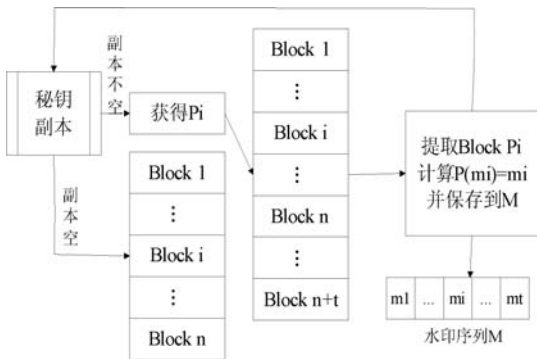 秘钥
副本
副本不空
副本空
获得Pi
Block 1
⋮
Block i
⋮
Block n
Block 1
⋮
Block i
⋮
Block n
⋮
Block n+t
提取Block Pi
计算P(mi)=mi
并保存到M
m1 ... mi ... mt
水印序列M